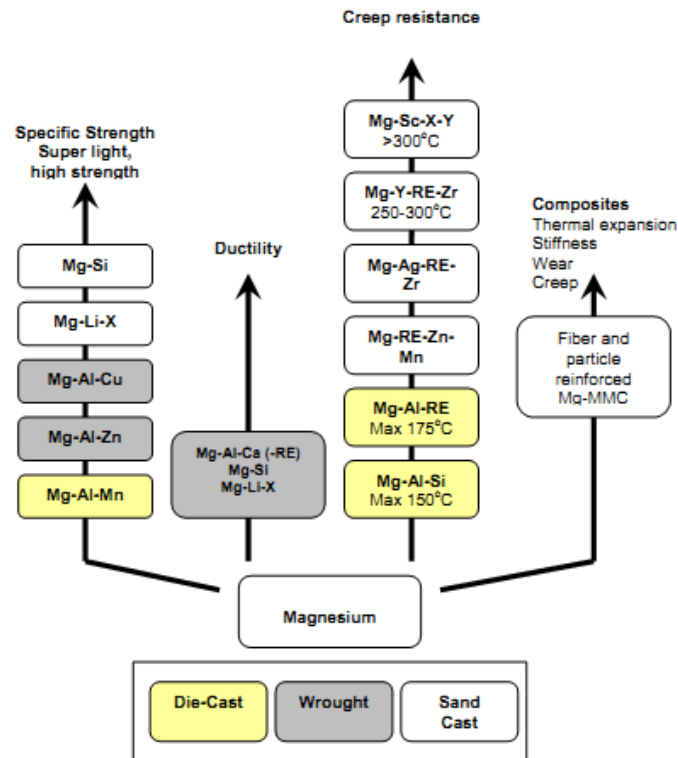 Creep resistance
Specific Strength
Super light,
high strength
Mg-Si
Mg-Li-X
Mg-Al-Cu
Mg-Al-Zn
Mg-Al-Mn
Ductility
Mg-Al-Ca (-RE)
Mg-Si
Mg-Li-X
Mg-Sc-X-Y
>300°C
Mg-Y-RE-Zr
250-300°C
Mg-Ag-RE-
Zr
Mg-RE-Zn-
Mn
Mg-Al-RE
Max 175°C
Mg-Al-Si
Max 150°C
Composites
Thermal expansion
Stiffness
Wear
Creep
Fiber and
particle
reinforced
Mg-MMC
Magnesium
Die-Cast
Wrought
Sand
Cast